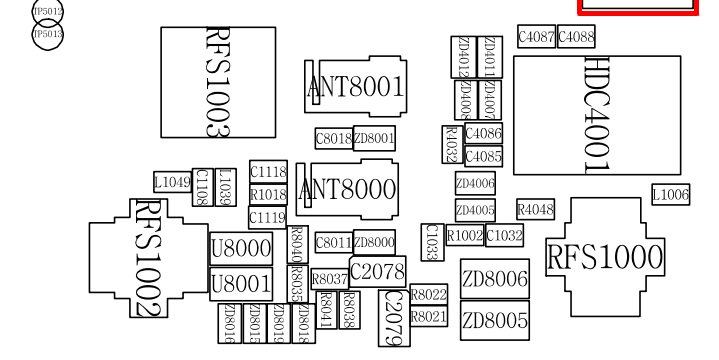 TP5012
TP5013
RFS1003
ANT8001
C8018
ZD8001
ZD4012
ZD4011
C4087
C4088
HDC4001
ZD4008
ZD4007
R4032
C4086
C4085
L1049
C1108
L1039
C1118
R1018
C1119
ANT8000
ZD4006
ZD4005
R4048
L1006
RFS1002
U8000
U8001
R8040
R8035
C8011
ZD8000
C2078
R8037
C1033
R1002
C1032
RFS1000
ZD8016
ZD8015
ZD8019
ZD8018
R8041
R8038
C2079
R8022
R8021
ZD8006
ZD8005